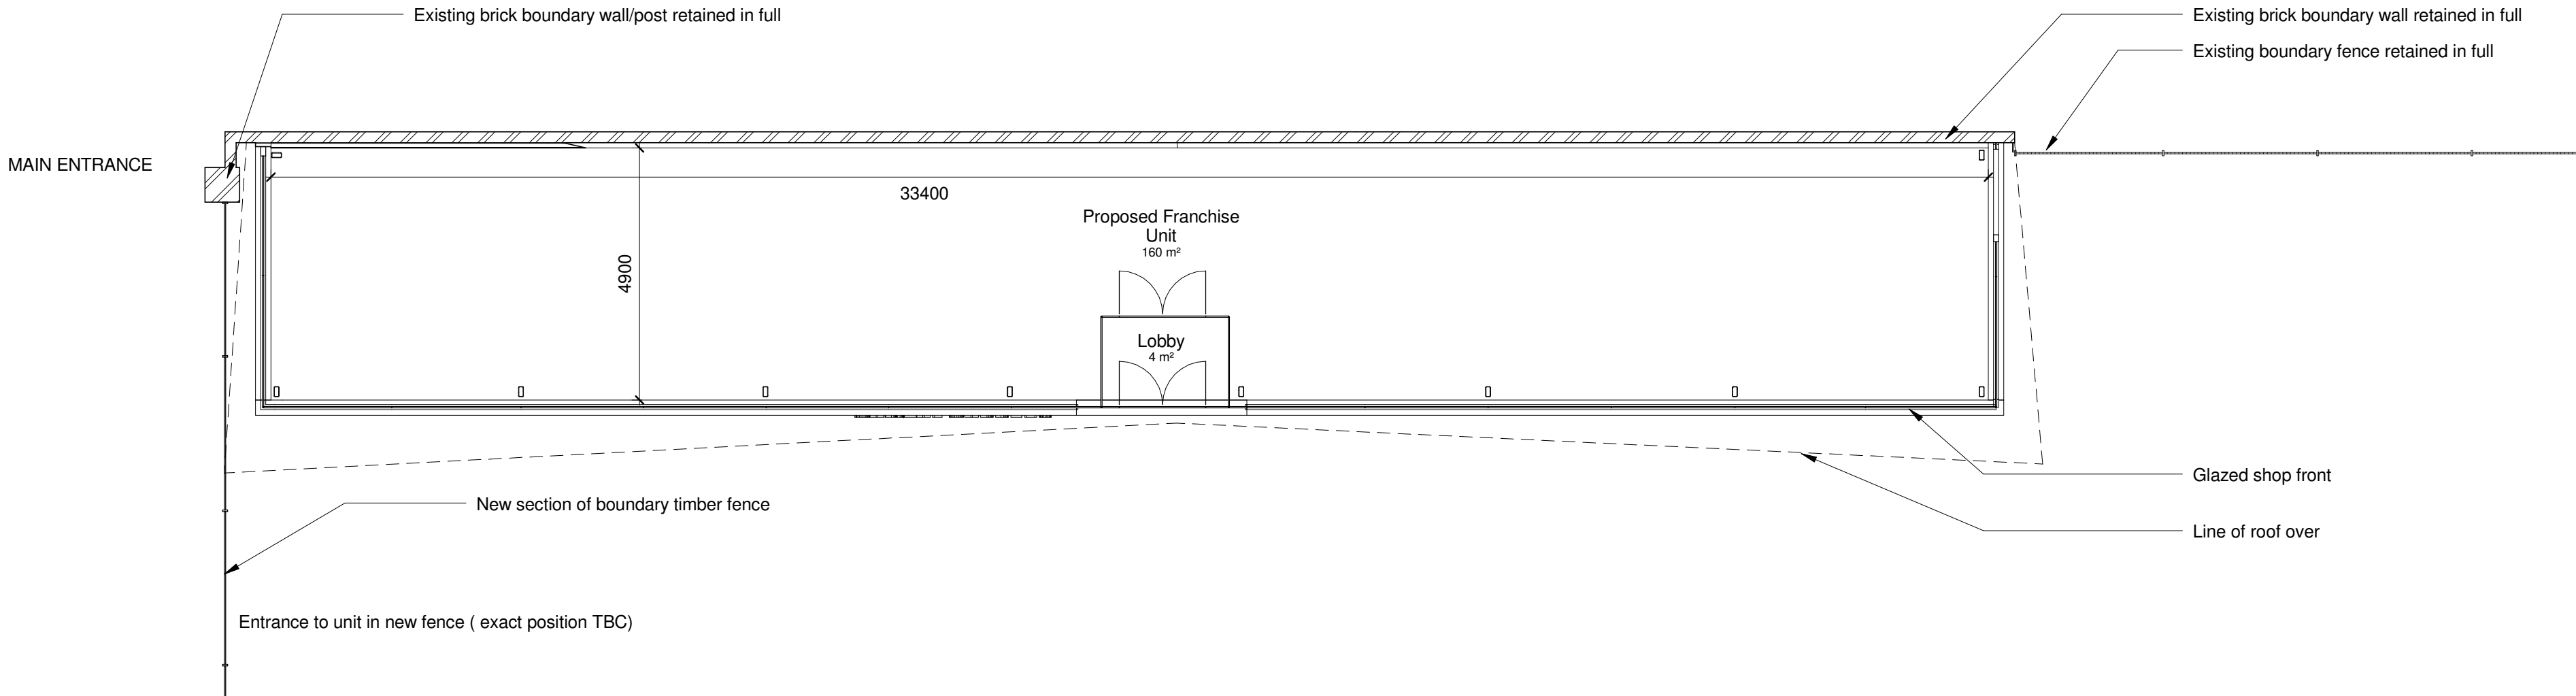 Existing brick boundary wall/post retained in full
Existing brick boundary wall retained in full
Existing boundary fence retained in full
MAIN ENTRANCE
33400
Proposed Franchise
Unit
160 m²
4900
Lobby
4 m²
Glazed shop front
New section of boundary timber fence
Line of roof over
Entrance to unit in new fence ( exact position TBC)